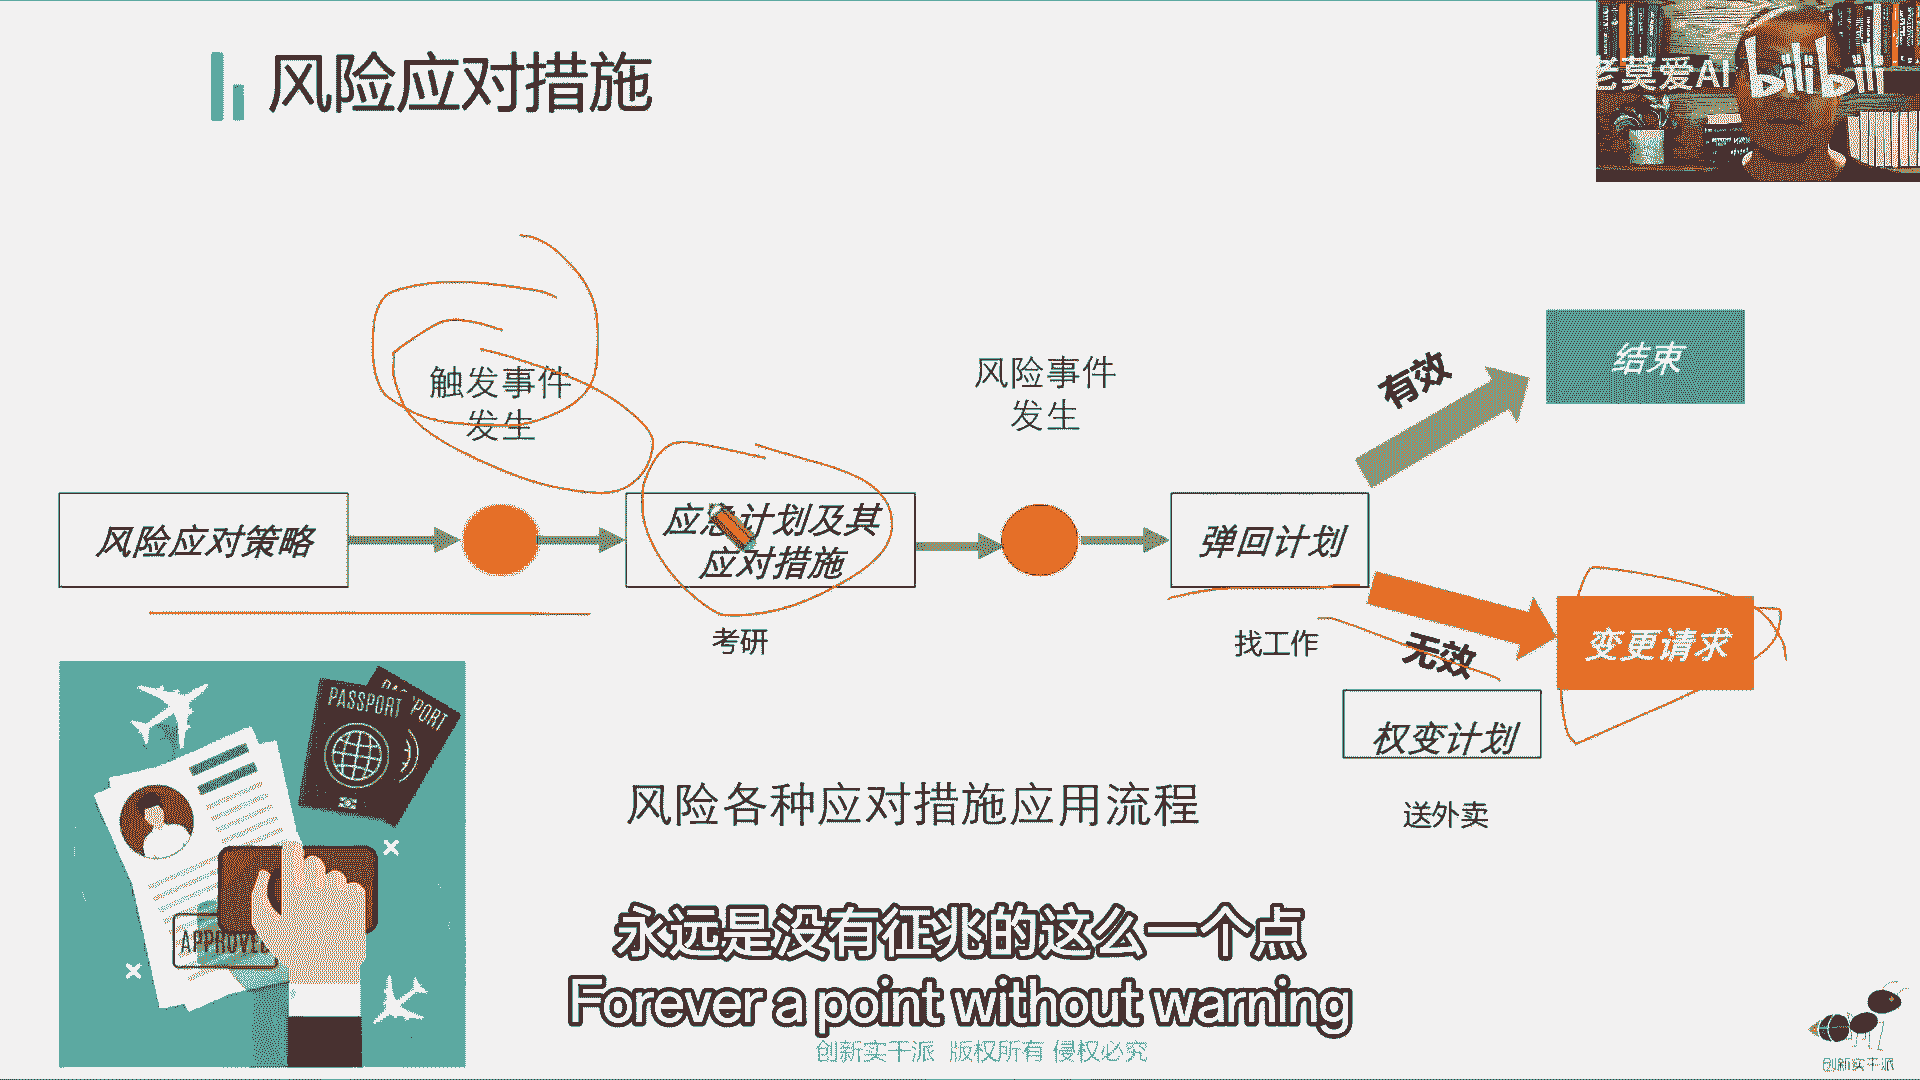 风险应对措施
老莫爱AI
bilibili
触发事件
发生
风险事件
发生
有效
结束
风险应对策略
应急计划及其
应对措施
弹回计划
考研
找工作
无效
变更请求
权变计划
送外卖
PASSPORT
PORT
APPROVED
风险各种应对措施应用流程
永远是没有征兆的这么一个点
Forever a point without warning
创新实干派 版权所有 侵权必究
创新实干派